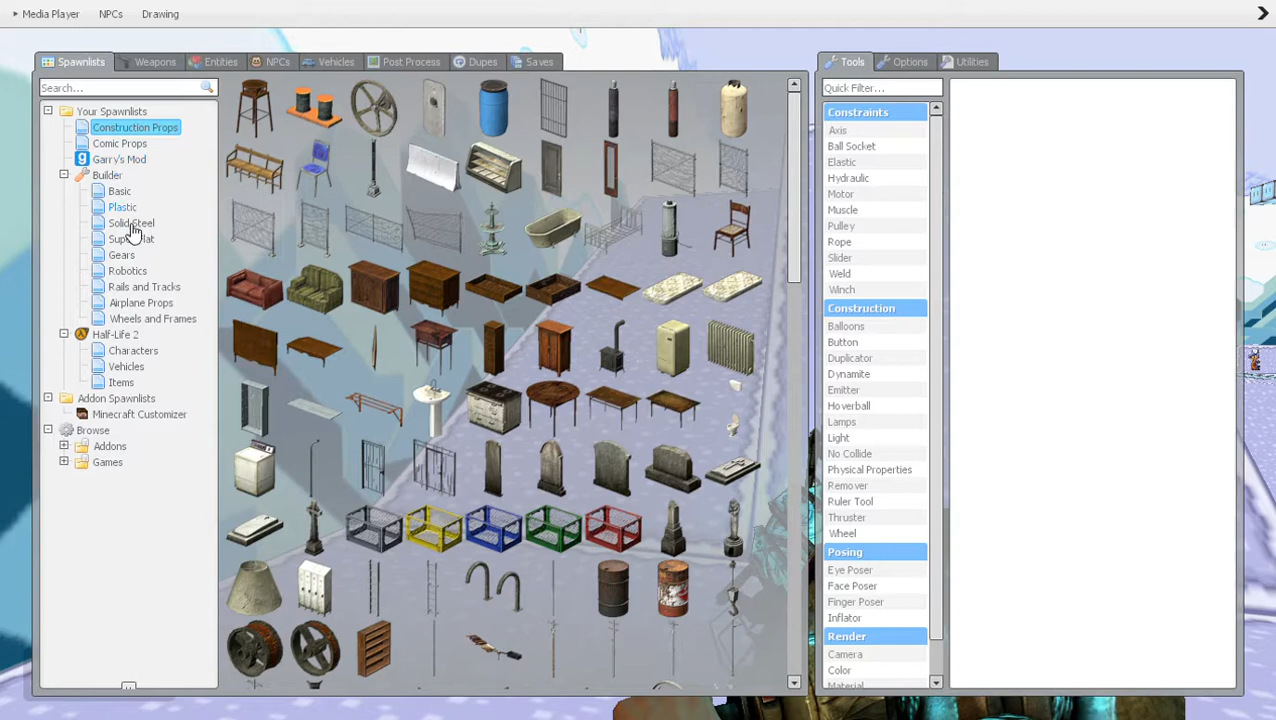 Media Player NPCs Drawing
Spawnlists Weapons Entities NPCs Vehicles Post Process Dupes Saves
Search...
Your Spawnlists
Construction Props
Comic Props
Garry's Mod
Builder
Basic
Plastic
Solid Steel
Gears
Robotics
Rails and Tracks
Airplane Props
Wheels and Frames
Half-Life 2
Characters
Vehicles
Items
Addon Spawnlists
Minecraft Customizer
Browse
Addons
Games
Tools Options Utilities
Quick Filter...
Constraints
Axis
Ball Socket
Elastic
Hydraulic
Motor
Muscle
Pulley
Rope
Slider
Weld
Winch
Construction
Balloons
Button
Duplicator
Dynamite
Emitter
Hoverball
Lamps
Light
No Collide
Physical Properties
Remover
Ruler Tool
Thruster
Wheel
Posing
Eye Poser
Face Poser
Finger Poser
Inflator
Render
Camera
Color
Material